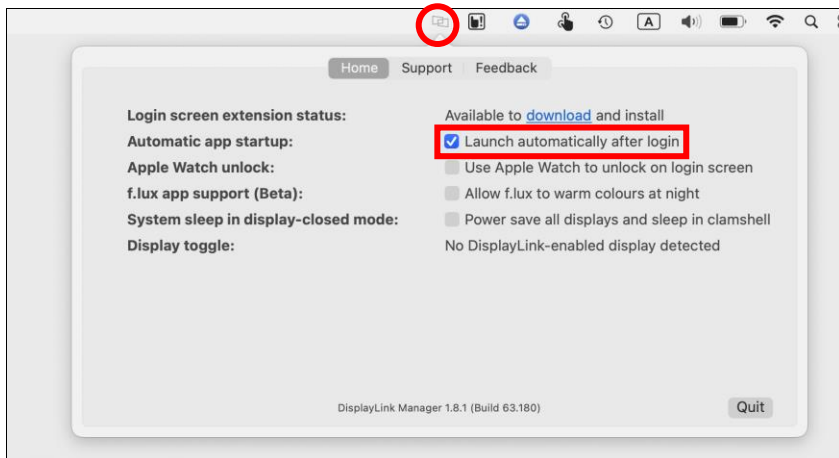 A
Home Support Feedback
Login screen extension status: Available to download and install
Automatic app startup: Launch automatically after login
Apple Watch unlock: Use Apple Watch to unlock on login screen
f.lux app support (Beta): Allow f.lux to warm colours at night
System sleep in display-closed mode: Power save all displays and sleep in clamshell
Display toggle: No DisplayLink-enabled display detected
DisplayLink Manager 1.8.1 (Build 63.180) Quit